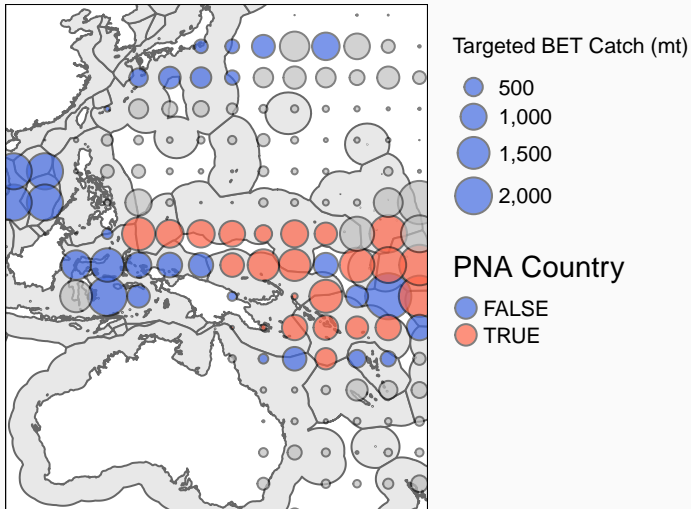 Targeted BET Catch (mt)
500
1,000
1,500
2,000
PNA Country
FALSE
TRUE